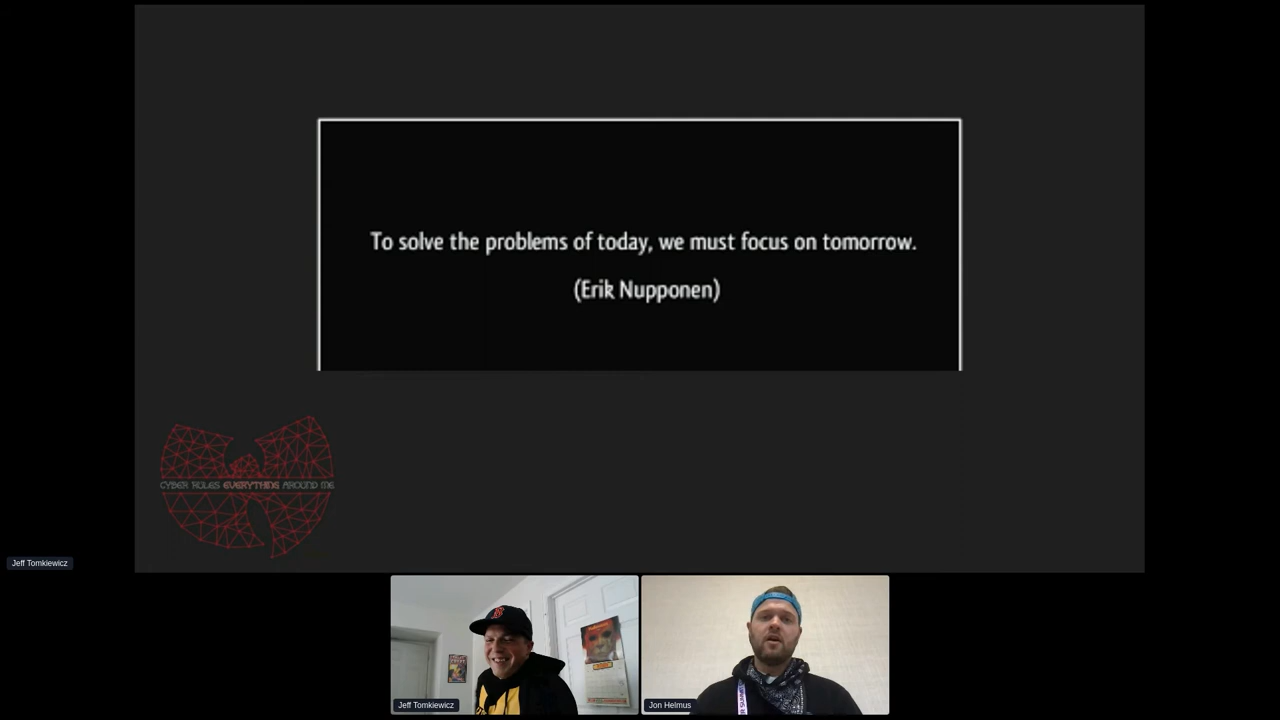 To solve the problems of today, we must focus on tomorrow.
(Erik Nupponen)
CYBER RULES EVERYTHING AROUND ME
Jeff Tomkiewicz
Jeff Tomkiewicz
Jon Helmus